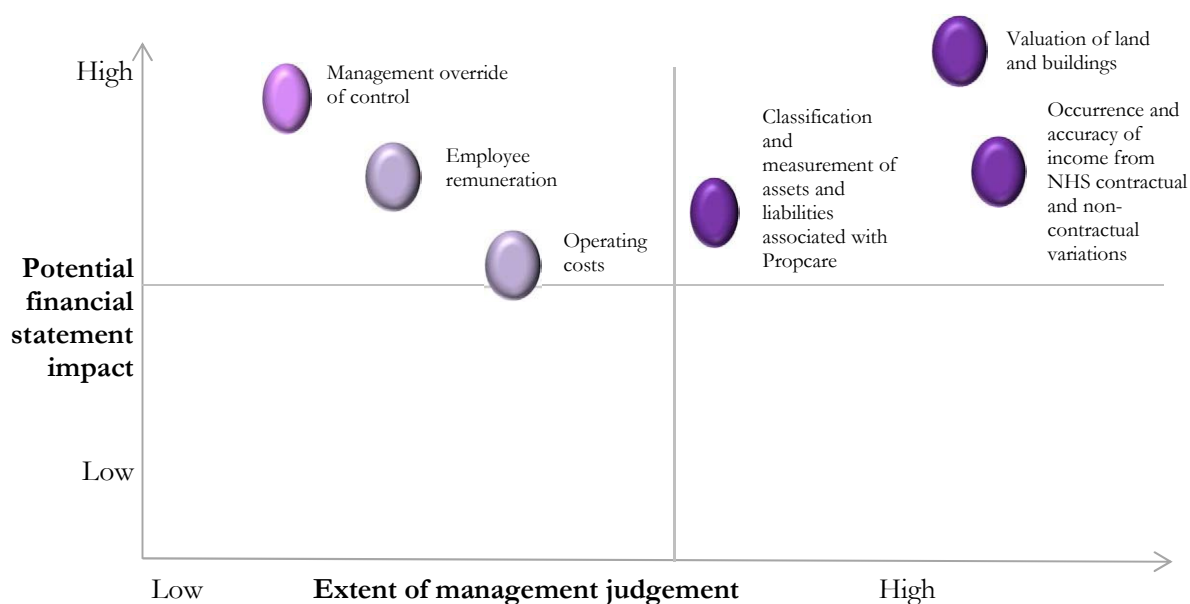 High
Management override
of control
Employee
remuneration
Operating
costs
Classification
and
measurement of
assets and
liabilities
associated with
Propcare
Valuation of land
and buildings
Occurrence and
accuracy of
income from
NHS contractual
and non-
contractual
variations
Potential
financial
statement
impact
Low
Low
Extent of management judgement
High